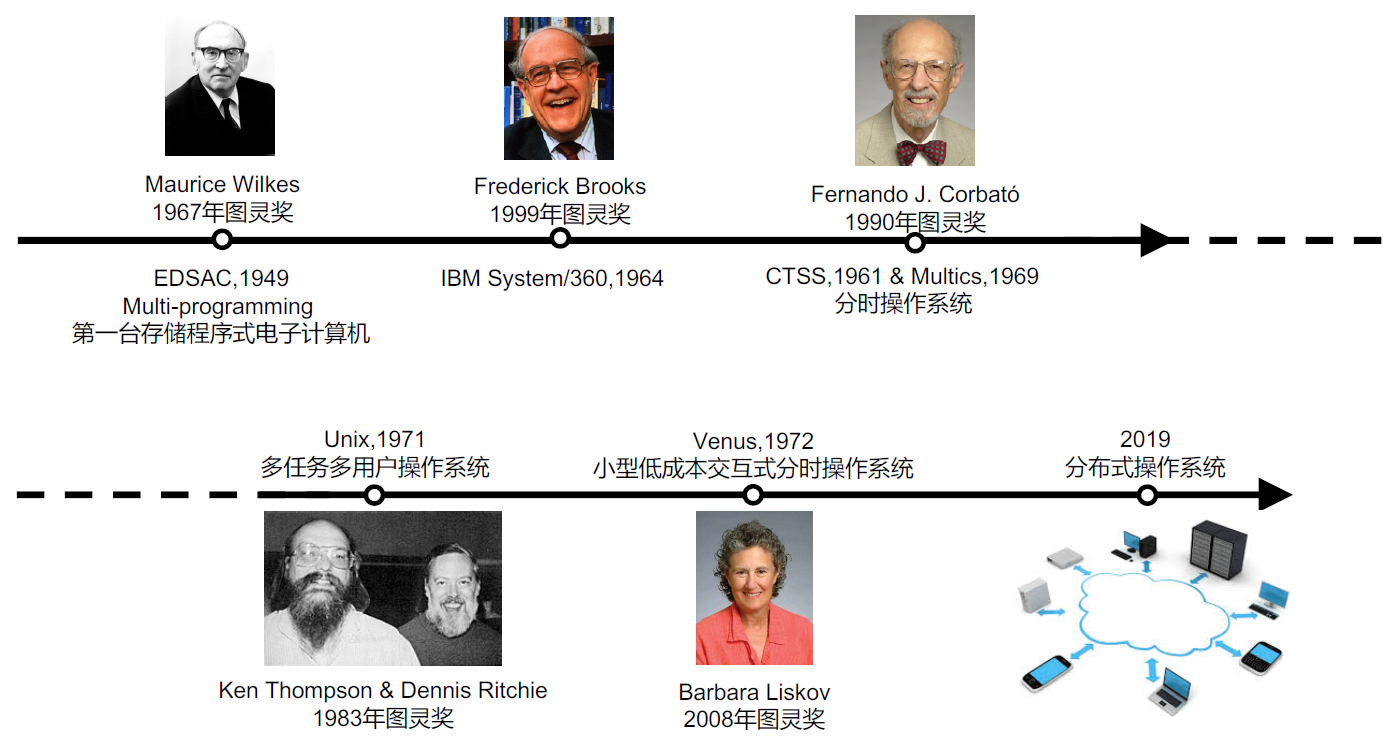 Maurice Wilkes
1967年图灵奖
Frederick Brooks
1999年图灵奖
Fernando J. Corbató
1990年图灵奖
EDSAC,1949
Multi-programming
第一台存储程序式电子计算机
IBM System/360,1964
CTSS,1961 & Multics,1969
分时操作系统
Unix,1971
多任务多用户操作系统
Venus,1972
小型低成本交互式分时操作系统
2019
分布式操作系统
Ken Thompson & Dennis Ritchie
1983年图灵奖
Barbara Liskov
2008年图灵奖